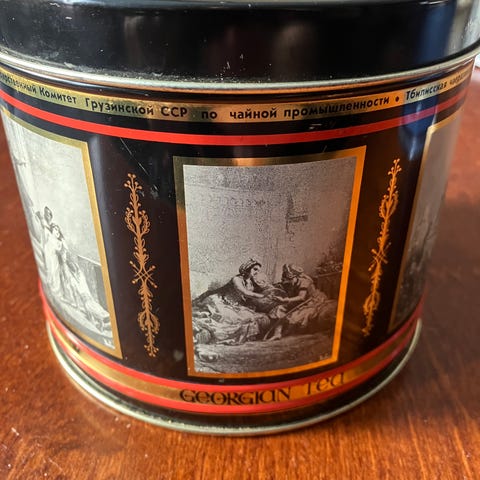 Комитет Грузинской ССР по чайной промышленности • Тбилисская
GEORGIAN TEA